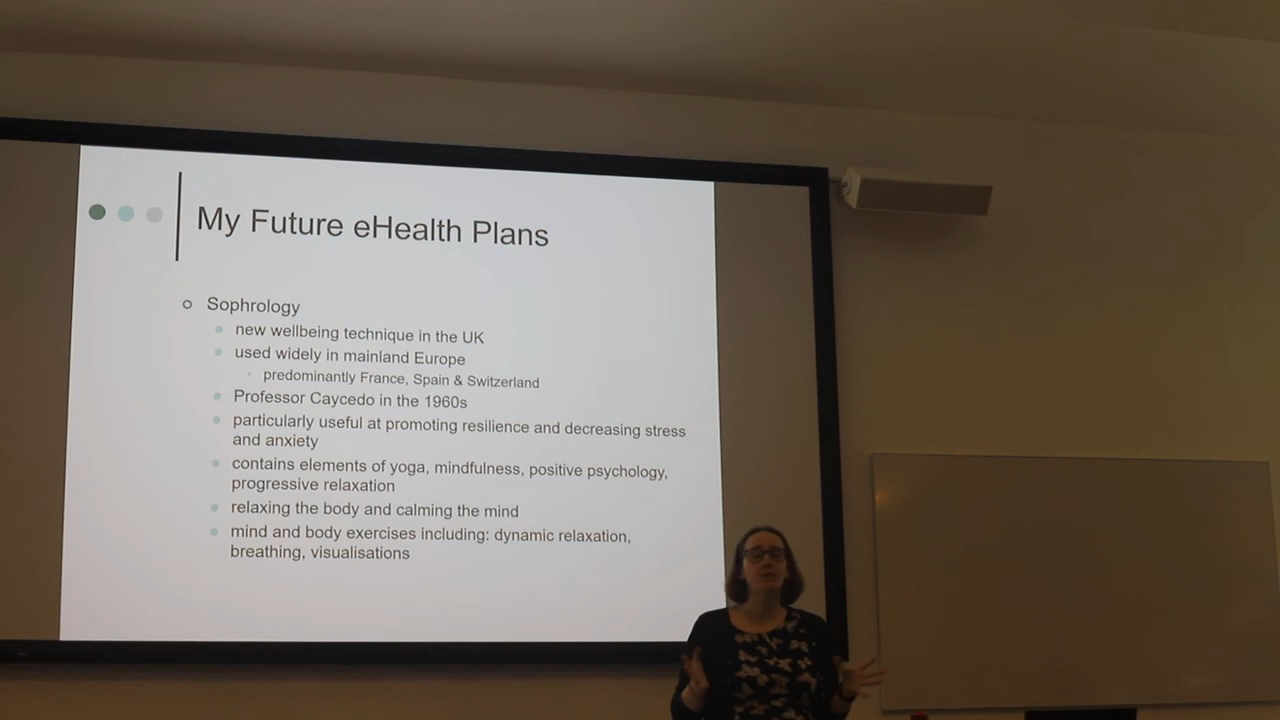 My Future eHealth Plans
Sophrology
new wellbeing technique in the UK
used widely in mainland Europe
predominantly France, Spain & Switzerland
Professor Caycedo in the 1960s
particularly useful at promoting resilience and decreasing stress
and anxiety
contains elements of yoga, mindfulness, positive psychology,
progressive relaxation
relaxing the body and calming the mind
mind and body exercises including: dynamic relaxation,
breathing, visualisations